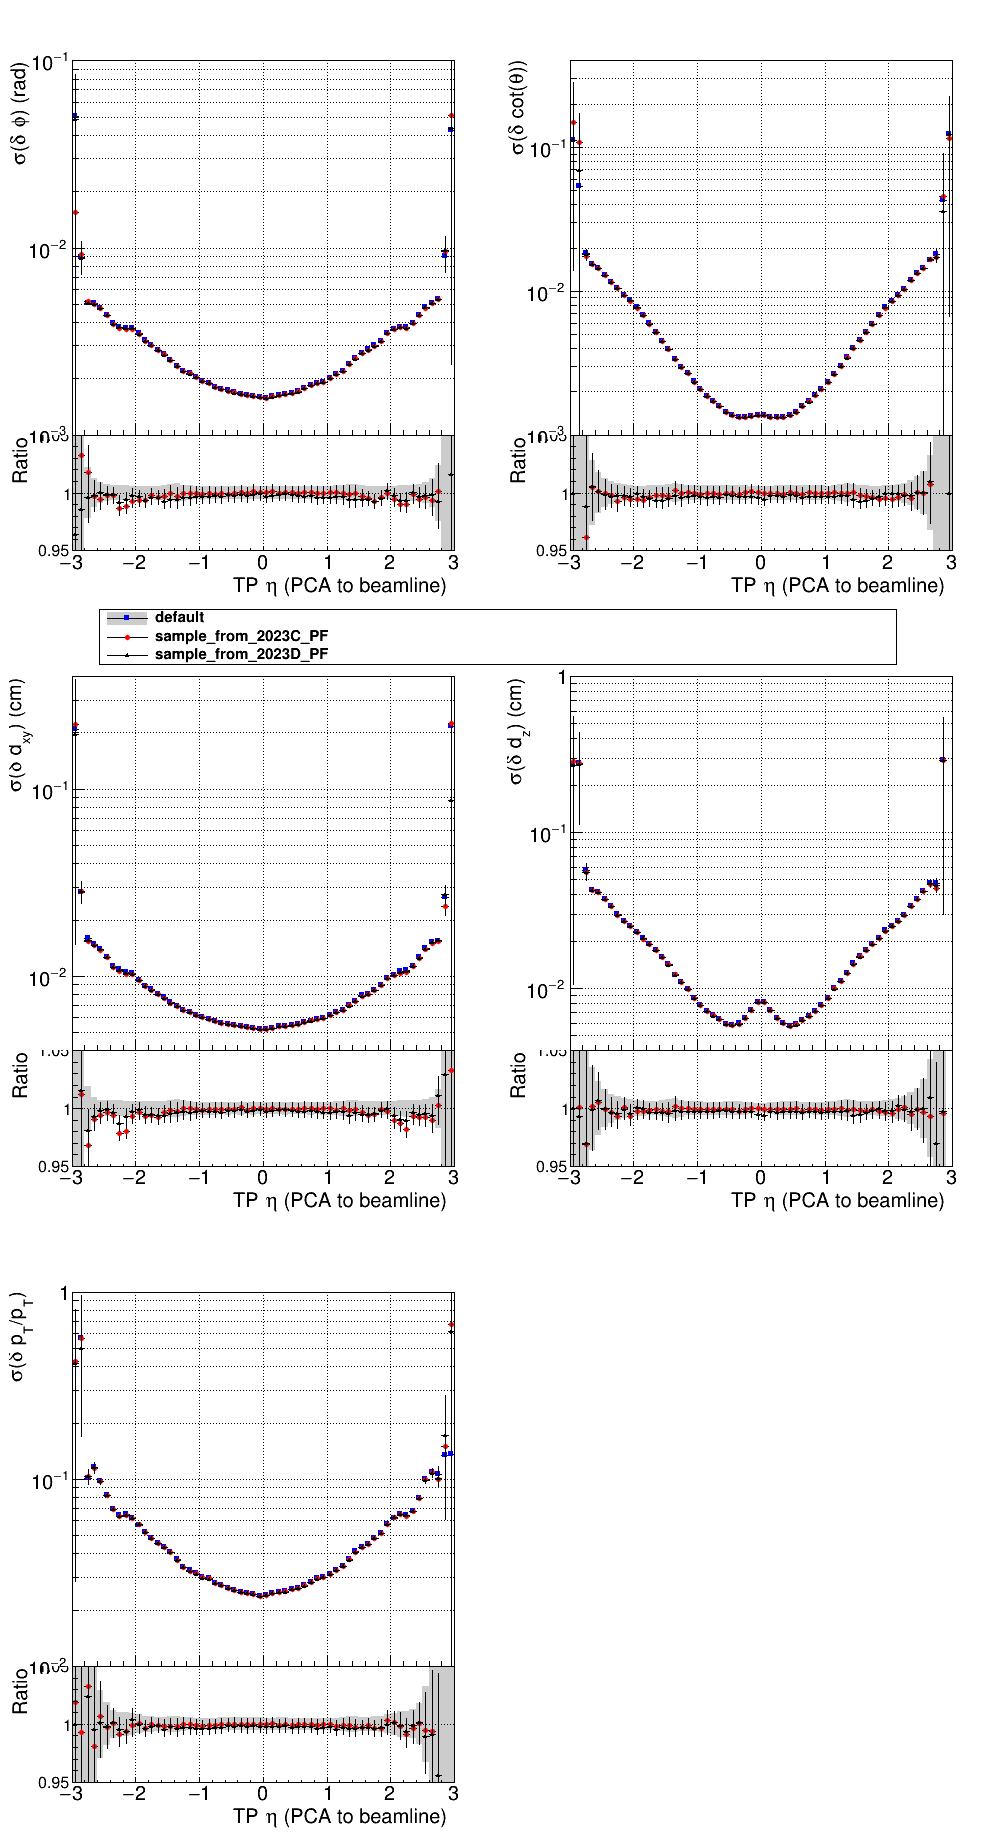 σ(δ φ) (rad)
10⁻¹
10⁻²
10⁻³
Ratio
1
0.95
−3 −2 −1 0 1 2 3
TP η (PCA to beamline)
σ(δ cot(θ))
10⁻¹
10⁻²
10⁻³
Ratio
1
0.95
−3 −2 −1 0 1 2 3
TP η (PCA to beamline)
default
sample_from_2023C_PF
sample_from_2023D_PF
σ(δ d_xy) (cm)
10⁻¹
10⁻²
1.05
Ratio
1
0.95
−3 −2 −1 0 1 2 3
TP η (PCA to beamline)
σ(δ d_z) (cm)
1
10⁻¹
10⁻²
1.05
Ratio
1
0.95
−3 −2 −1 0 1 2 3
TP η (PCA to beamline)
σ(δ p_T/p_T)
1
10⁻¹
10⁻²
Ratio
1
0.95
−3 −2 −1 0 1 2 3
TP η (PCA to beamline)